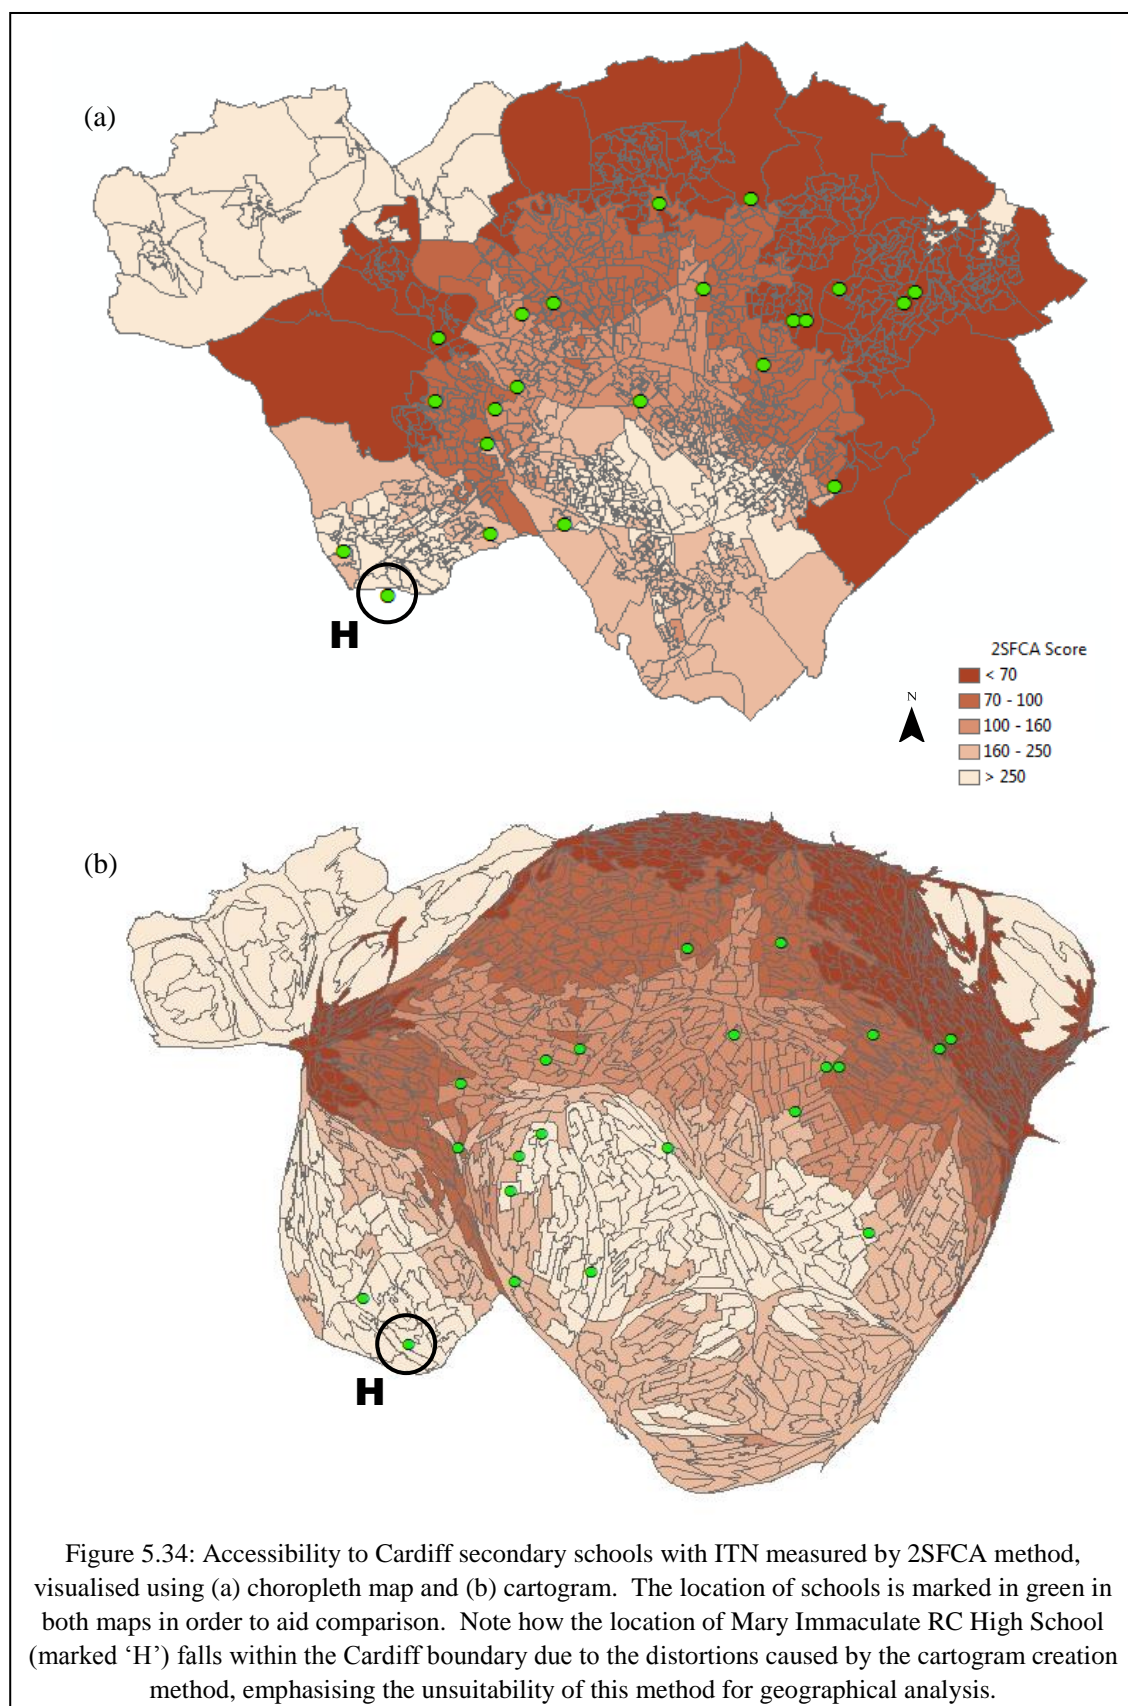 (a)
H
2SFCA Score
< 70
70 - 100
100 - 160
160 - 250
> 250
N
(b)
H
Figure 5.34: Accessibility to Cardiff secondary schools with ITN measured by 2SFCA method,
visualised using (a) choropleth map and (b) cartogram.  The location of schools is marked in green in
both maps in order to aid comparison.  Note how the location of Mary Immaculate RC High School
(marked ‘H’) falls within the Cardiff boundary due to the distortions caused by the cartogram creation
method, emphasising the unsuitability of this method for geographical analysis.